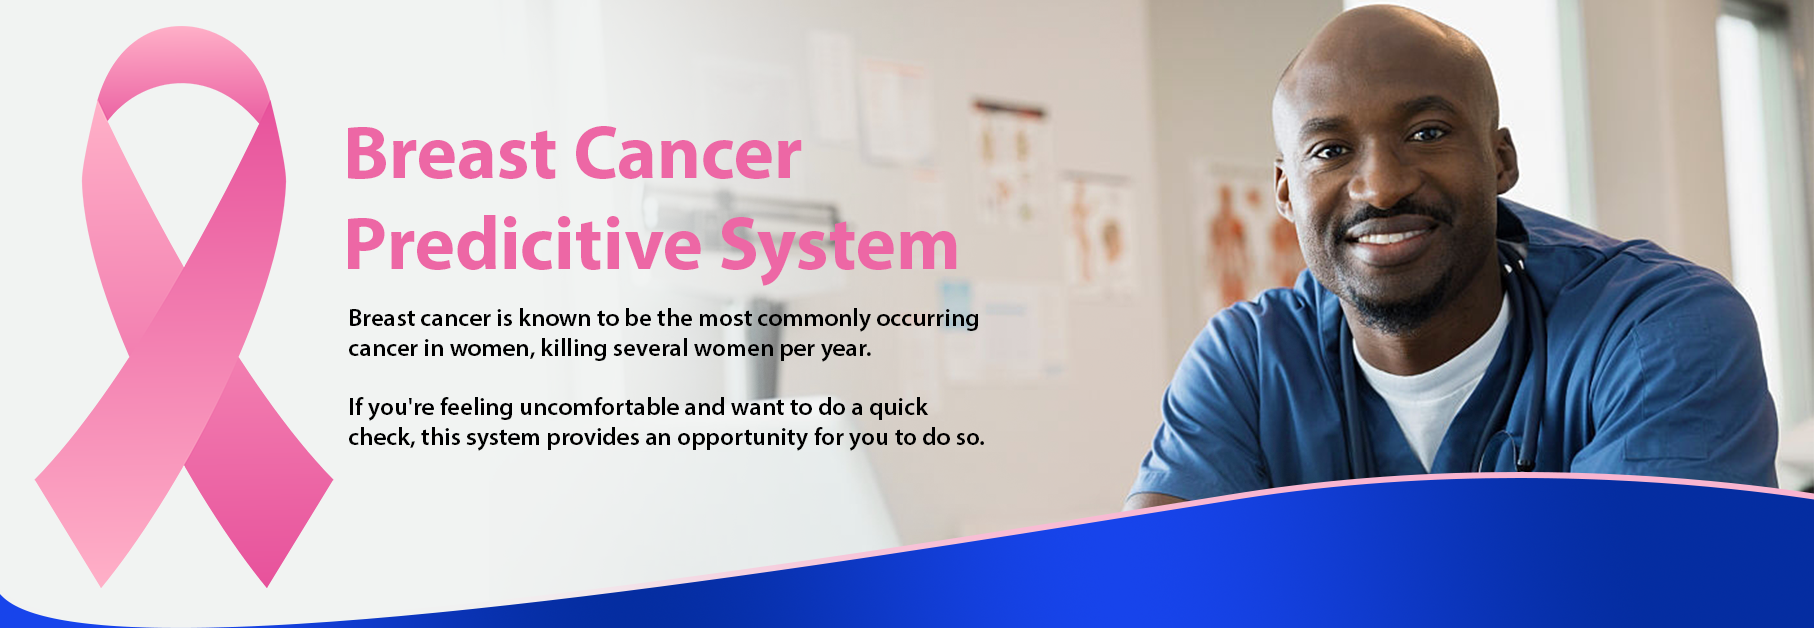 Breast Cancer
Predicitive System
Breast cancer is known to be the most commonly occurring
cancer in women, killing several women per year.
If you're feeling uncomfortable and want to do a quick
check, this system provides an opportunity for you to do so.